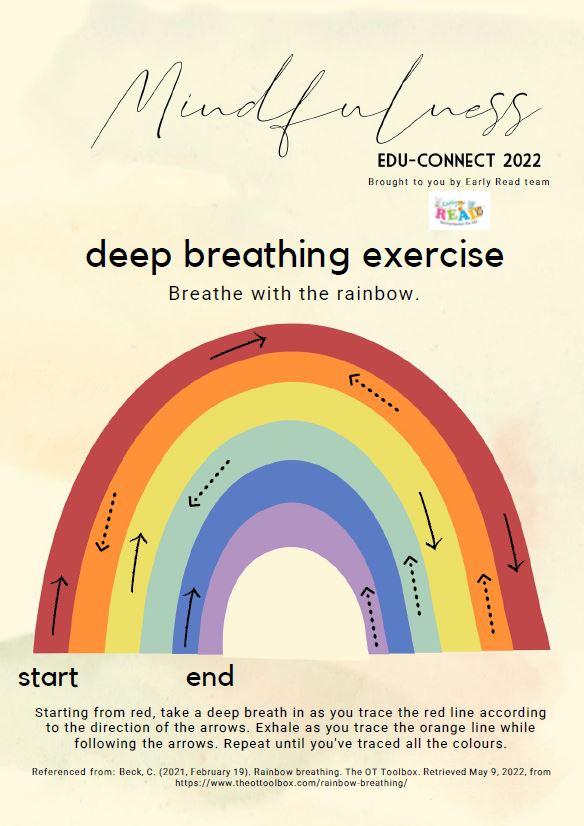 Mindfulness
EDU-CONNECT 2022
Brought to you by Early Read team
READ
deep breathing exercise
Breathe with the rainbow.
start
end
Starting from red, take a deep breath in as you trace the red line according
to the direction of the arrows. Exhale as you trace the orange line while
following the arrows. Repeat until you've traced all the colours.
Referenced from: Beck, C. (2021, February 19). Rainbow breathing. The OT Toolbox. Retrieved May 9, 2022, from
https://www.theottoolbox.com/rainbow-breathing/